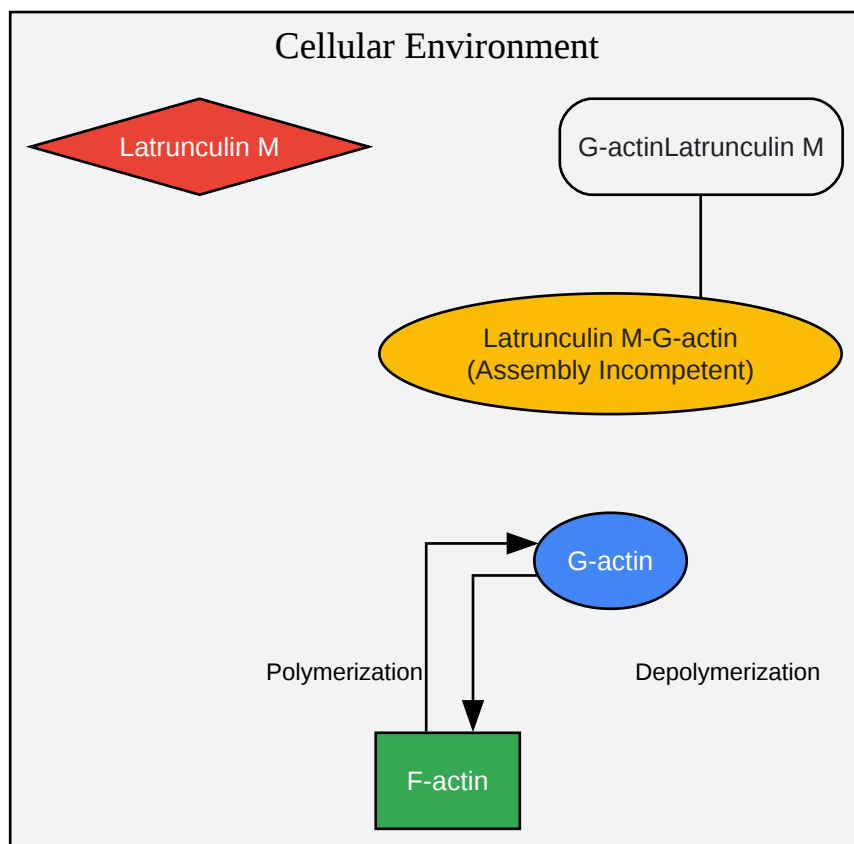 Cellular Environment
Latrunculin M
G-actinLatrunculin M
Latrunculin M-G-actin
(Assembly Incompetent)
G-actin
Polymerization
Depolymerization
F-actin